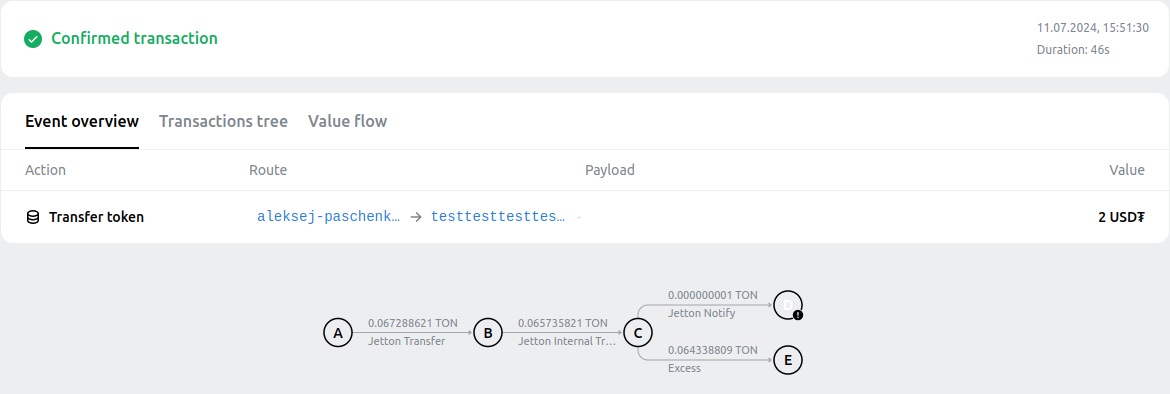 Confirmed transaction
11.07.2024, 15:51:30
Duration: 46s
Event overview Transactions tree Value flow
Action Route Payload Value
Transfer token aleksej-paschenk… → testtesttesttes… - 2 USD₮
0.000000001 TON
Jetton Notify
D
!
0.067288621 TON
0.065735821 TON
A B C
Jetton Transfer
Jetton Internal Tr…
0.064338809 TON
Excess
E